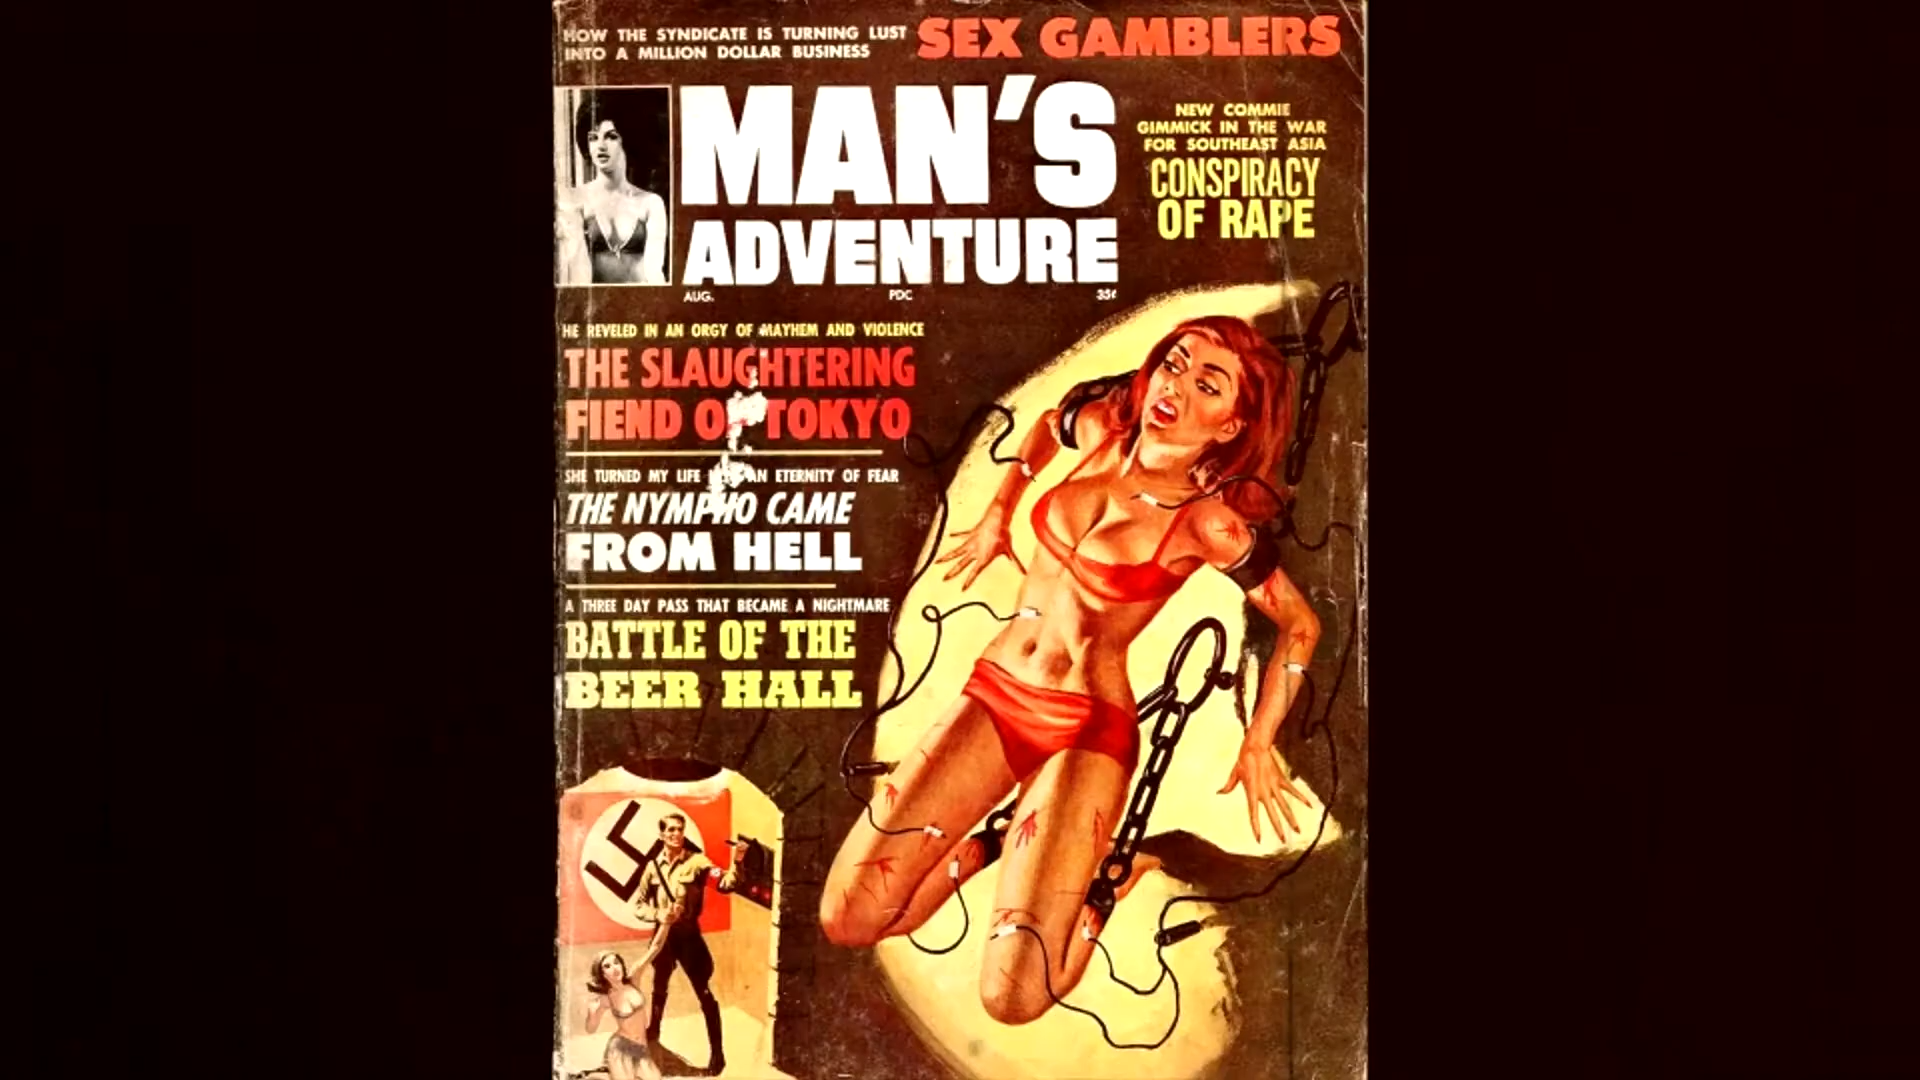 HOW THE SYNDICATE IS TURNING LUST
INTO A MILLION DOLLAR BUSINESS
SEX GAMBLERS
MAN'S
ADVENTURE
AUG. PDC 35¢
NEW COMMIE
GIMMICK IN THE WAR
FOR SOUTHEAST ASIA
CONSPIRACY
OF RAPE
HE REVELED IN AN ORGY OF MAYHEM AND VIOLENCE
THE SLAUGHTERING
FIEND OF TOKYO
SHE TURNED MY LIFE AN ETERNITY OF FEAR
THE NYMPHO CAME
FROM HELL
A THREE DAY PASS THAT BECAME A NIGHTMARE
BATTLE OF THE
BEER HALL